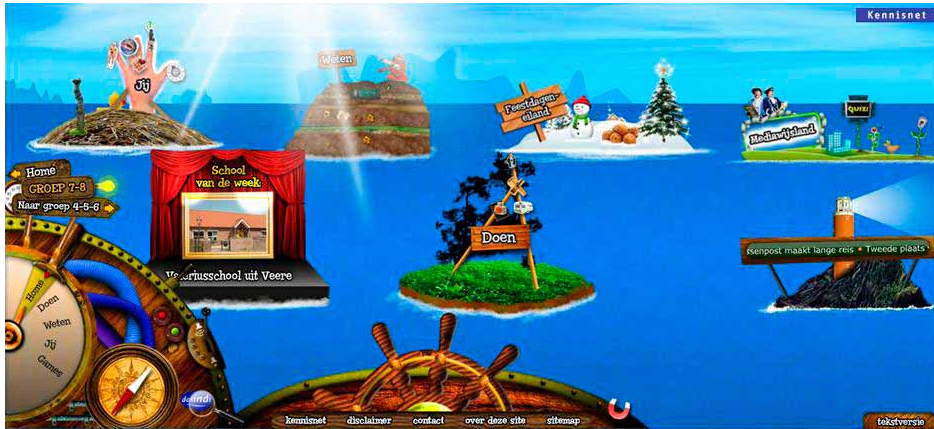 Kennisnet
Jij
Weten
Feestdagen-
eiland
QUIZ!
Mediawijsland
Home
GROEP 7-8
Naar groep 4-5-6
School
van de week:
uit Veere
Doen
maakt lange reis • Tweede plaats
Home
Doen
Weten
Jij
Games
kennisnet
disclaimer
contact
over deze site
sitemap
tekstversie